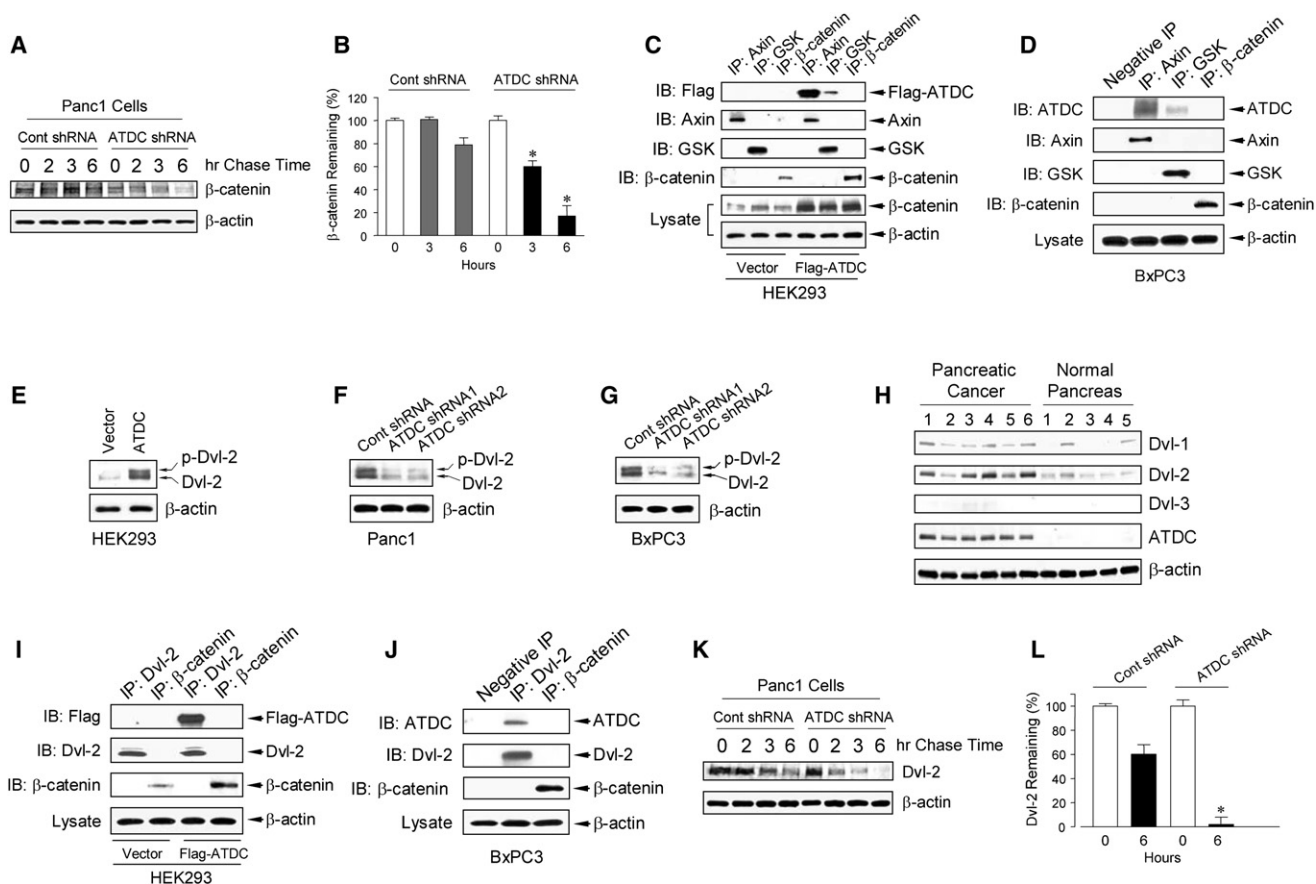 A
Panc1 Cells
Cont shRNA ATDC shRNA
0 2 3 6 0 2 3 6 hr Chase Time
β-catenin
β-actin
B
Cont shRNA ATDC shRNA
β-catenin Remaining (%)
120
100
80
60
40
20
0
* *
0 3 6 0 3 6
Hours
C
IP: Axin IP: GSK IP: β-catenin IP: Axin IP: GSK IP: β-catenin
IB: Flag Flag-ATDC
IB: Axin Axin
IB: GSK GSK
IB: β-catenin β-catenin
Lysate β-catenin
β-actin
Vector Flag-ATDC
HEK293
D
Negative IP IP: Axin IP: GSK IP: β-catenin
IB: ATDC ATDC
IB: Axin Axin
IB: GSK GSK
IB: β-catenin β-catenin
Lysate β-actin
BxPC3
E
Vector ATDC
p-Dvl-2
Dvl-2
β-actin
HEK293
F
Cont shRNA ATDC shRNA1 ATDC shRNA2
p-Dvl-2
Dvl-2
β-actin
Panc1
G
Cont shRNA ATDC shRNA1 ATDC shRNA2
p-Dvl-2
Dvl-2
β-actin
BxPC3
H
Pancreatic Cancer Normal Pancreas
1 2 3 4 5 6 1 2 3 4 5
Dvl-1
Dvl-2
Dvl-3
ATDC
β-actin
I
IP: Dvl-2 IP: β-catenin IP: Dvl-2 IP: β-catenin
IB: Flag Flag-ATDC
IB: Dvl-2 Dvl-2
IB: β-catenin β-catenin
Lysate β-actin
Vector Flag-ATDC
HEK293
J
Negative IP IP: Dvl-2 IP: β-catenin
IB: ATDC ATDC
IB: Dvl-2 Dvl-2
IB: β-catenin β-catenin
Lysate β-actin
BxPC3
K
Panc1 Cells
Cont shRNA ATDC shRNA
0 2 3 6 0 2 3 6 hr Chase Time
Dvl-2
β-actin
L
Cont shRNA ATDC shRNA
Dvl-2 Remaining (%)
100
80
60
40
20
0
*
0 6 0 6
Hours